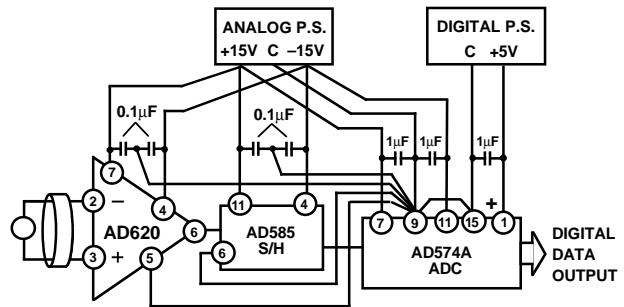 ANALOG P.S.
+15V C –15V
DIGITAL P.S.
C +5V
0.1µF
0.1µF
1µF
1µF
1µF
7
2
–
4
11
4
7
9
11
15
+
1
AD620
6
AD585
S/H
6
AD574A
ADC
3
+
5
DIGITAL
DATA
OUTPUT